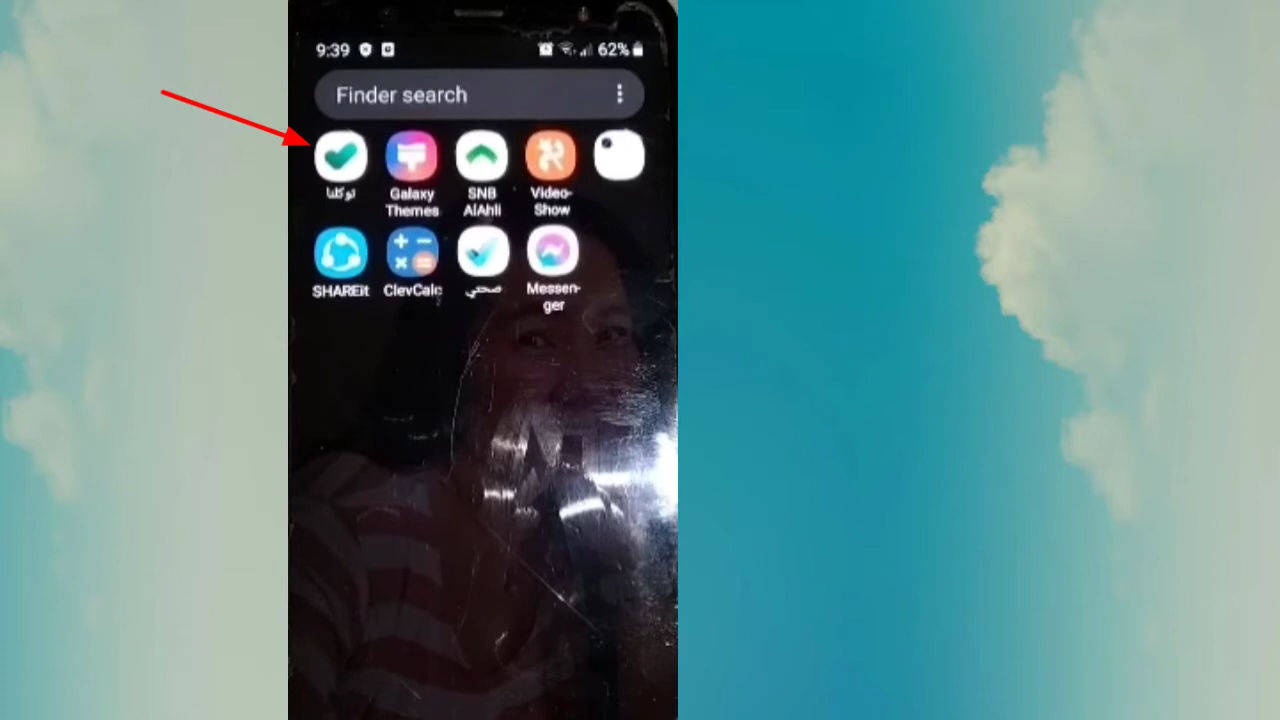 9:39
62%
Finder search
توكلنا
Galaxy
Themes
SNB
AlAhli
Video-
Show
SHAREit
ClevCalc
صحتي
Messen-
ger